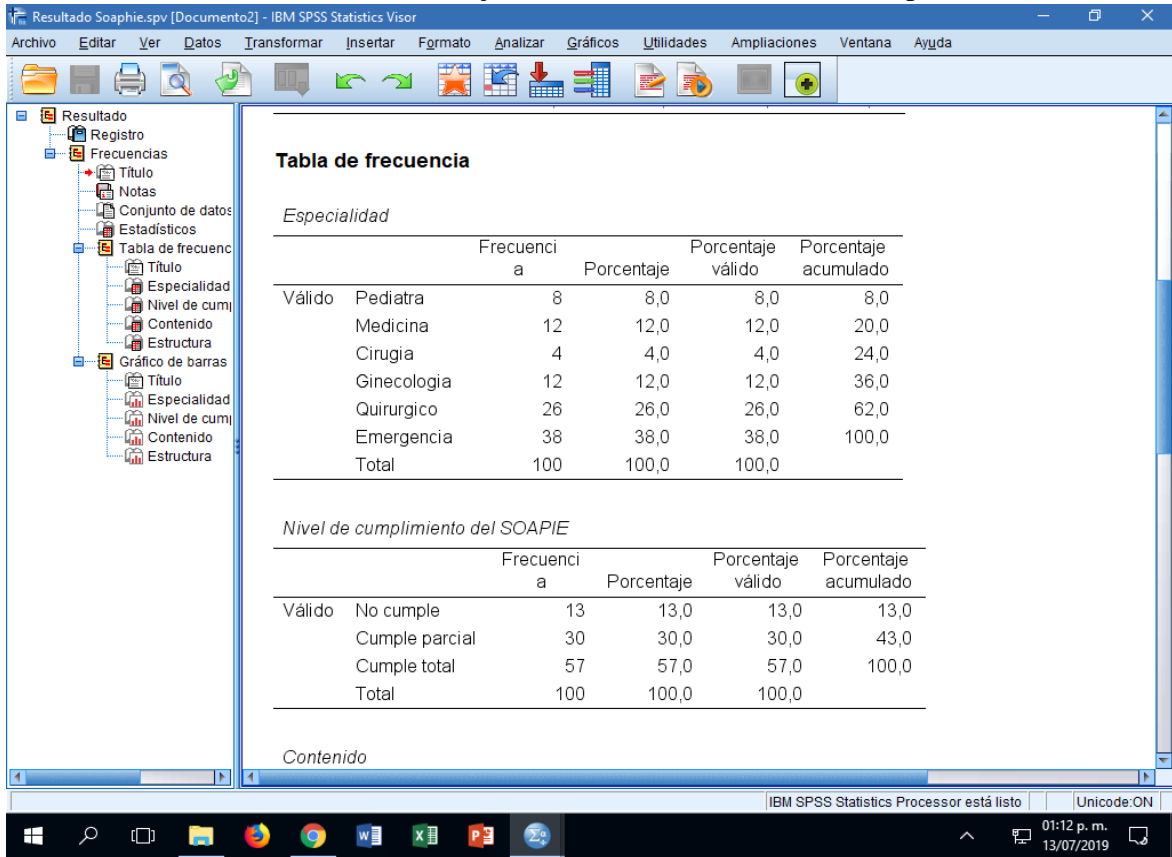 Resultado Soaphie.spv [Documento2] - IBM SPSS Statistics Visor
Archivo Editar Ver Datos Transformar Insertar Formato Analizar Gráficos Utilidades Ampliaciones Ventana Ayuda
Resultado
Registro
Frecuencias
Título
Notas
Conjunto de datos
Estadísticos
Tabla de frecuenc
Título
Especialidad
Nivel de cum
Contenido
Estructura
Gráfico de barras
Título
Especialidad
Nivel de cum
Contenido
Estructura
Tabla de frecuencia
Especialidad
Frecuenci Porcentaje Porcentaje
a Porcentaje válido acumulado
Válido Pediatra 8 8,0 8,0 8,0
Medicina 12 12,0 12,0 20,0
Cirugia 4 4,0 4,0 24,0
Ginecologia 12 12,0 12,0 36,0
Quirurgico 26 26,0 26,0 62,0
Emergencia 38 38,0 38,0 100,0
Total 100 100,0 100,0
Nivel de cumplimiento del SOAPIE
Frecuenci Porcentaje Porcentaje
a Porcentaje válido acumulado
Válido No cumple 13 13,0 13,0 13,0
Cumple parcial 30 30,0 30,0 43,0
Cumple total 57 57,0 57,0 100,0
Total 100 100,0 100,0
Contenido
IBM SPSS Statistics Processor está listo Unicode:ON
01:12 p. m.
13/07/2019